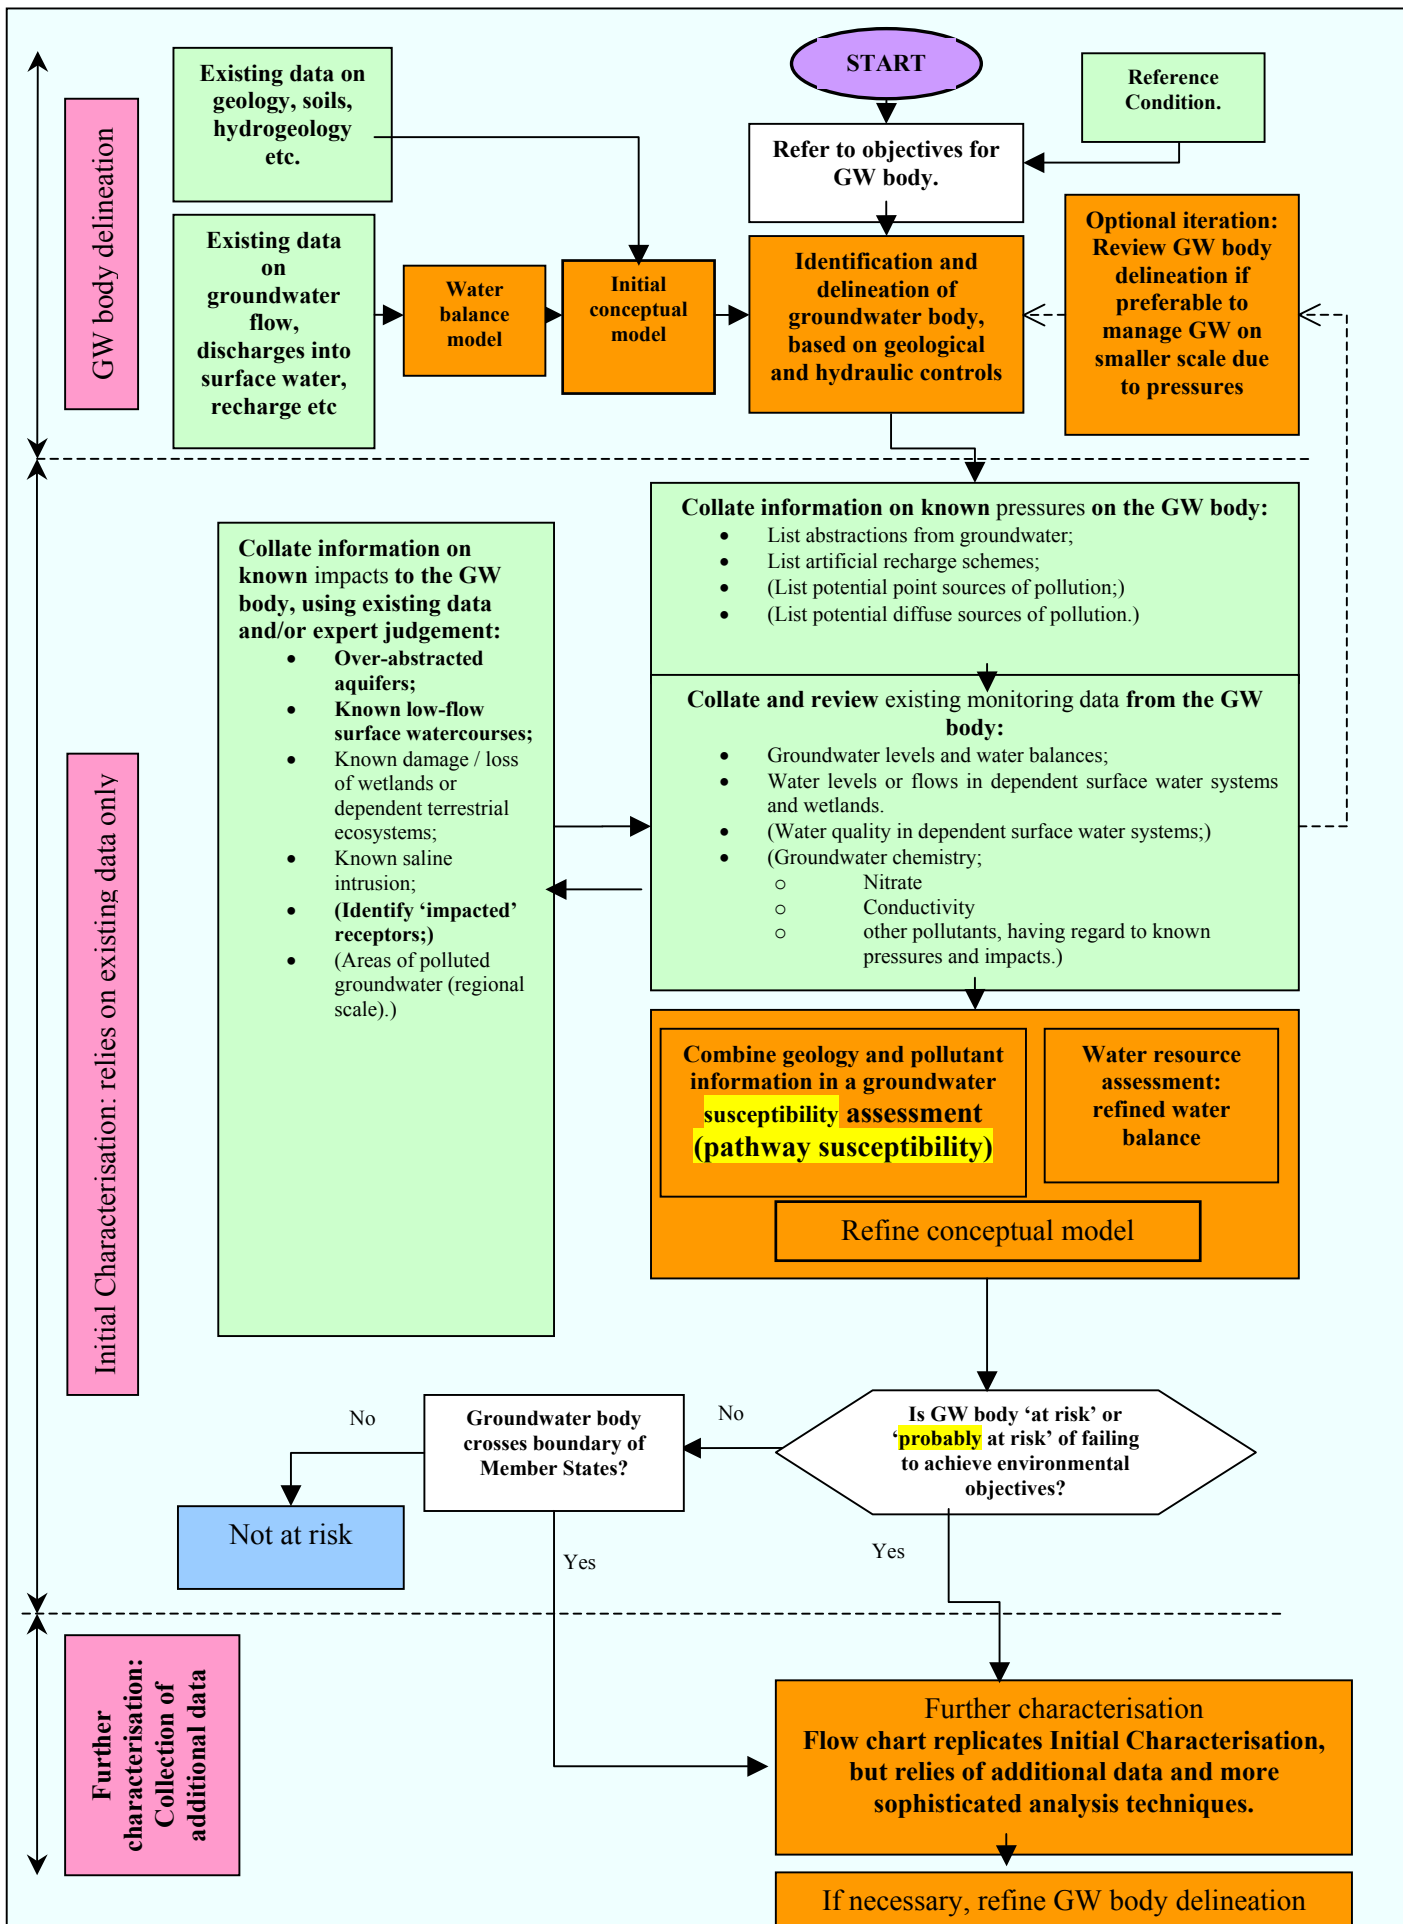 START
Existing data on
geology, soils,
hydrogeology
etc.
Reference
Condition.
Refer to objectives for
GW body.
GW body delineation
Existing data
on
groundwater
flow,
discharges into
surface water,
recharge etc
Water
balance
model
Initial
conceptual
model
Identification and
delineation of
groundwater body,
based on geological
and hydraulic controls
Optional iteration:
Review GW body
delineation if
preferable to
manage GW on
smaller scale due
to pressures
Initial Characterisation: relies on existing data only
Collate information on known pressures on the GW body:
• List abstractions from groundwater;
• List artificial recharge schemes;
• (List potential point sources of pollution;)
• (List potential diffuse sources of pollution.)
Collate information on
known impacts to the GW
body, using existing data
and/or expert judgement:
• Over-abstracted
aquifers;
• Known low-flow
surface watercourses;
• Known damage / loss
of wetlands or
dependent terrestrial
ecosystems;
• Known saline
intrusion;
• (Identify ‘impacted’
receptors;)
• (Areas of polluted
groundwater (regional
scale).)
Collate and review existing monitoring data from the GW
body:
• Groundwater levels and water balances;
• Water levels or flows in dependent surface water systems
and wetlands.
• (Water quality in dependent surface water systems;)
• (Groundwater chemistry;
o Nitrate
o Conductivity
o other pollutants, having regard to known
pressures and impacts.)
Combine geology and pollutant
information in a groundwater
susceptibility assessment
(pathway susceptibility)
Water resource
assessment:
refined water
balance
Refine conceptual model
Is GW body ‘at risk’ or
‘probably at risk’ of failing
to achieve environmental
objectives?
No
Groundwater body
crosses boundary of
Member States?
No
Not at risk
Yes
Yes
Further
characterisation:
Collection of
additional data
Further characterisation
Flow chart replicates Initial Characterisation,
but relies of additional data and more
sophisticated analysis techniques.
If necessary, refine GW body delineation